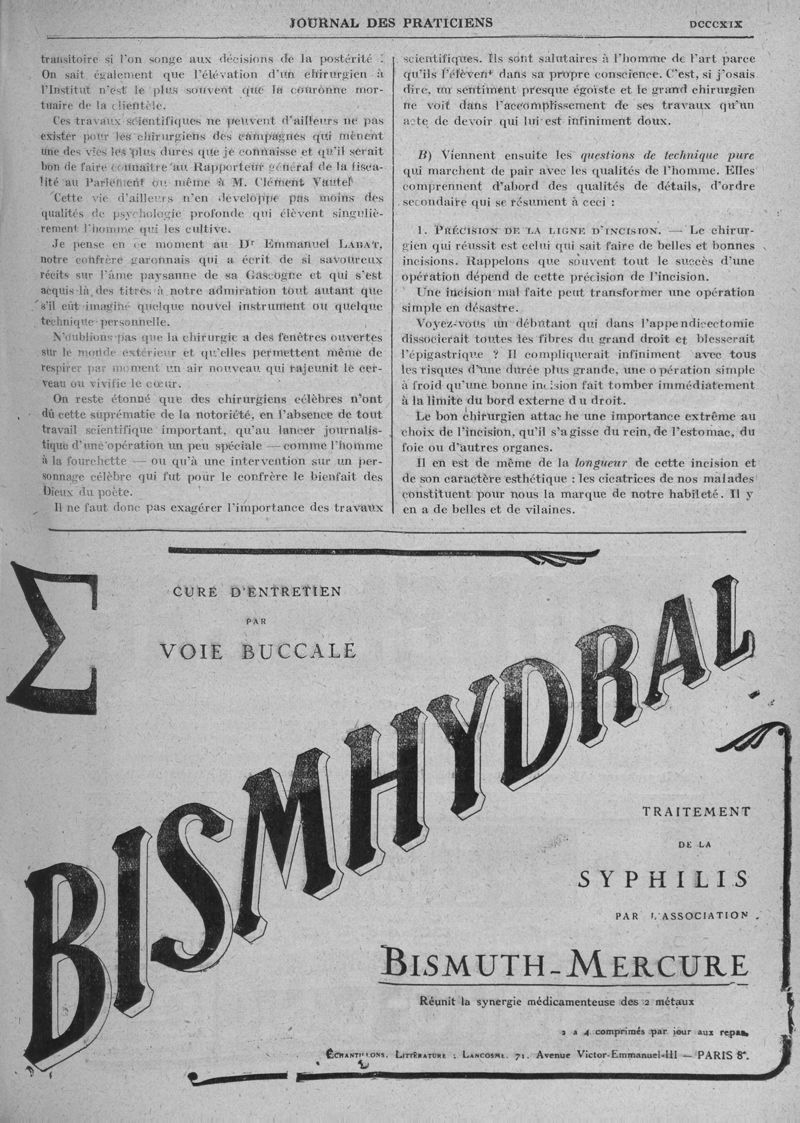 JOURNAL DES PRATICIENS
DCCCXIX
transitoire si l'on songe aux décisions de la postérité :
On sait également que l'élévation d'un chirurgien à
l'Institut n'est le plus souvent que la couronne mor-
tuaire de la clientèle.
Ces travaux scientifiques ne peuvent d'ailleurs ne pas
exister pour les chirurgiens des campagnes qui mènent
une des vies les plus dures que je connaisse et qu'il serait
bon de faire connaître au Rapporteur général de la fisca-
lité au Parlement ou même à M. Clément Vautel
Cette vie d'ailleurs n'en développe pas moins des
qualités de psychologie profonde qui élèvent singuliè-
rement l'homme qui les cultive.
Je pense en ce moment au Dr Emmanuel LABAT,
notre confrère garonnais qui a écrit de si savoureux
récits sur l'âme paysanne de sa Gascogne et qui s'est
acquis là des titres à notre admiration tout autant que
s'il eût imaginé quelque nouvel instrument ou quelque
technique personnelle.
N'oublions pas que la chirurgie a des fenêtres ouvertes
sur le monde extérieur et qu'elles permettent même de
respirer par moment un air nouveau qui rajeunit le cer-
veau ou vivifie le cœur.
On reste étonné que des chirurgiens célèbres n'ont
dû cette suprématie de la notoriété, en l'absence de tout
travail scientifique important, qu'au lancer journalis-
tique d'une opération un peu spéciale — comme l'homme
à la fourchette — ou qu'à une intervention sur un per-
sonnage célèbre qui fut pour le confrère le bienfait des
Dieux du poète.
Il ne faut donc pas exagérer l'importance des travaux
scientifiques. Ils sont salutaires à l'homme de l'art parce
qu'ils l'élèvent dans sa propre conscience. C'est, si j'osais
dire, un sentiment presque égoïste et le grand chirurgien
ne voit dans l'accomplissement de ses travaux qu'un
acte de devoir qui lui est infiniment doux.
B) Viennent ensuite les questions de technique pure
qui marchent de pair avec les qualités de l'homme. Elles
comprennent d'abord des qualités de détails, d'ordre
secondaire qui se résument à ceci :
1. PRÉCISION DE LA LIGNE D'INCISION. — Le chirur-
gien qui réussit est celui qui sait faire de belles et bonnes
incisions. Rappelons que souvent tout le succès d'une
opération dépend de cette précision de l'incision.
Une incision mal faite peut transformer une opération
simple en désastre.
Voyez-vous un débutant qui dans l'appendicectomie
dissocierait toutes les fibres du grand droit et blesserait
l'épigastrique ? Il compliquerait infiniment avec tous
les risques d'une durée plus grande, une opération simple
à froid qu'une bonne incision fait tomber immédiatement
à la limite du bord externe du droit.
Le bon chirurgien attache une importance extrême au
choix de l'incision, qu'il s'agisse du rein, de l'estomac, du
foie ou d'autres organes.
Il en est de même de la longueur de cette incision et
de son caractère esthétique : les cicatrices de nos malades
constituent pour nous la marque de notre habileté. Il y
en a de belles et de vilaines.
Σ
CURE D'ENTRETIEN
PAR
VOIE BUCCALE
BISMHYDRAL
TRAITEMENT
DE LA
SYPHILIS
PAR L'ASSOCIATION
BISMUTH-MERCURE
Réunit la synergie médicamenteuse des 2 métaux
2 a 4 comprimés par jour aux repas
ÉCHANTILLONS, LITTÉRATURE : LANCOSME, 71, Avenue Victor-Emmanuel-III — PARIS 8e.